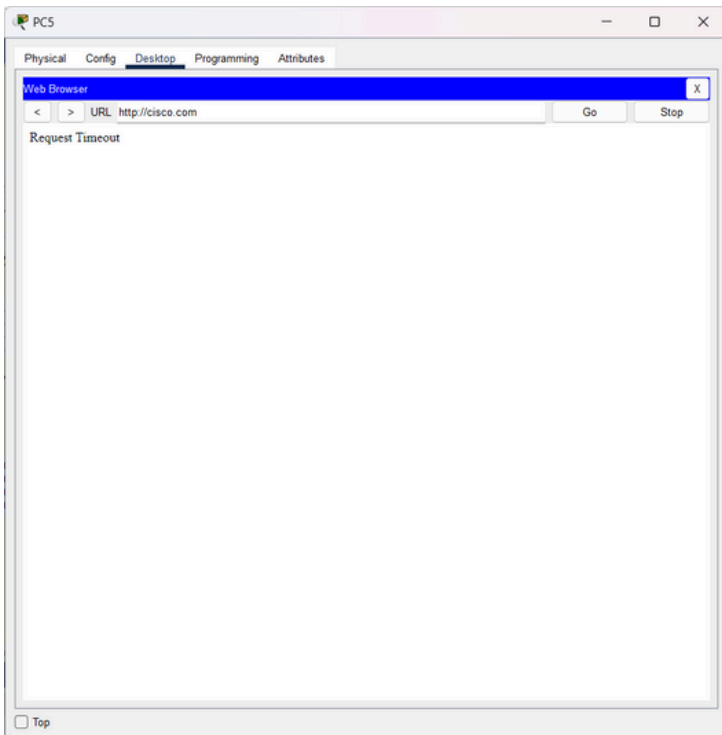 PC5
Physical Config Desktop Programming Attributes
Web Browser X
< > URL http://cisco.com Go Stop
Request Timeout
Top